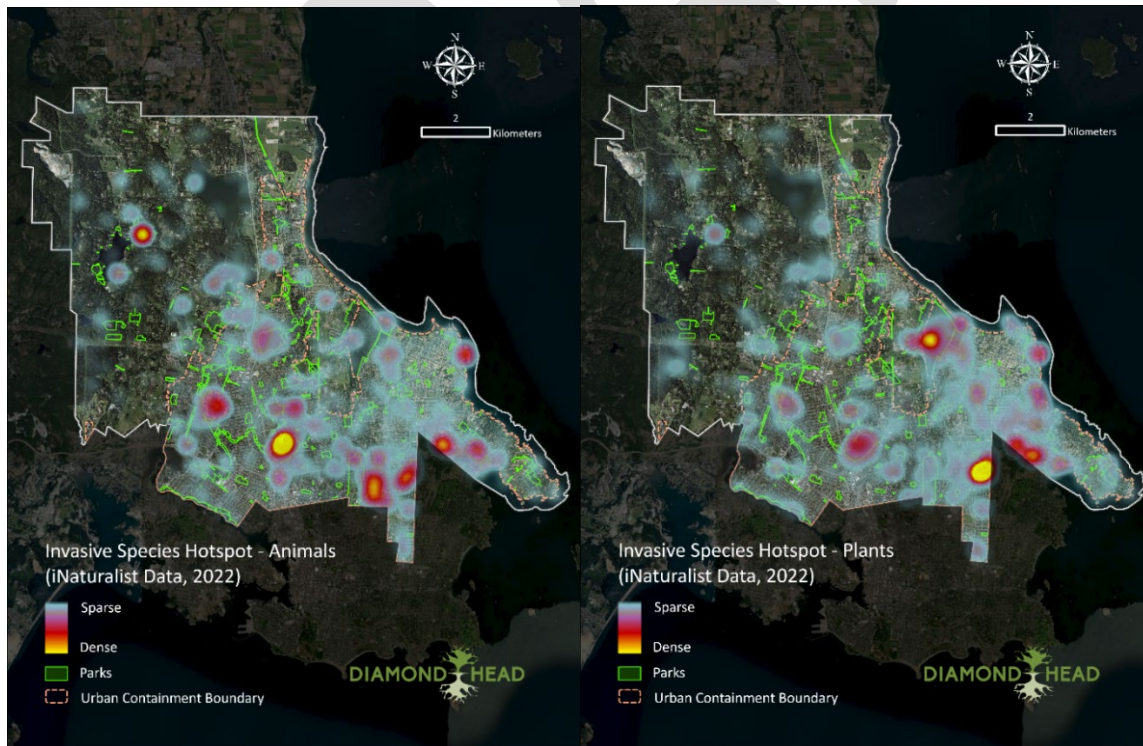 N
W E
S
2
Kilometers
Invasive Species Hotspot - Animals
(iNaturalist Data, 2022)
Sparse
Dense
Parks
Urban Containment Boundary
DIAMOND HEAD
N
W E
S
2
Kilometers
Invasive Species Hotspot - Plants
(iNaturalist Data, 2022)
Sparse
Dense
Parks
Urban Containment Boundary
DIAMOND HEAD